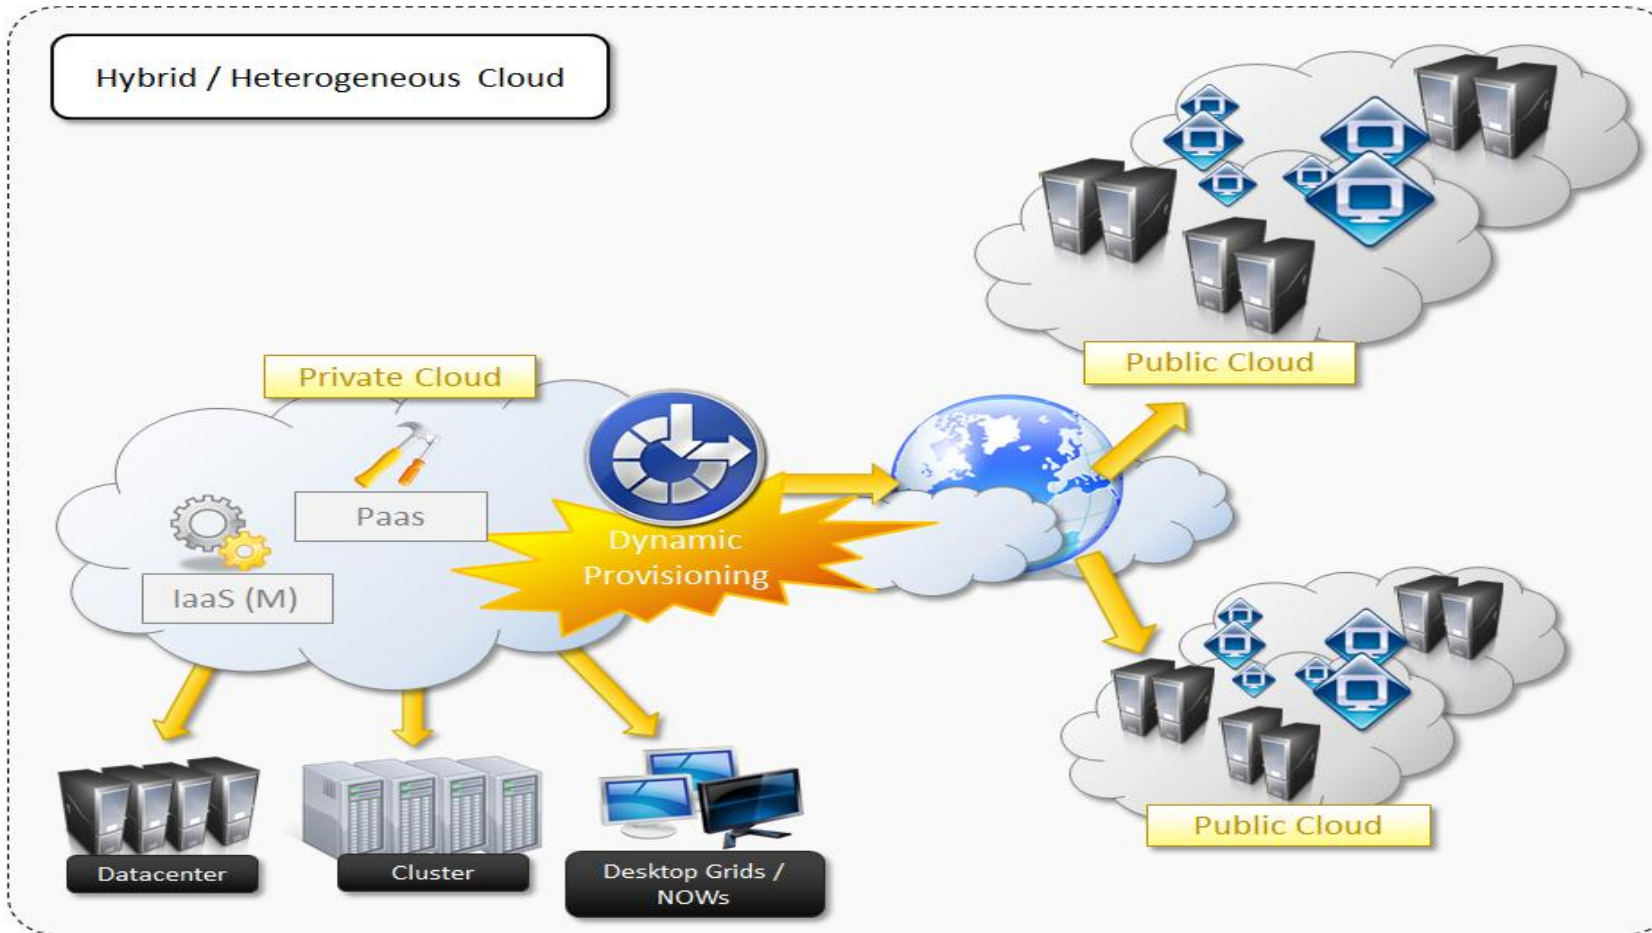 Hybrid / Heterogeneous Cloud
Public Cloud
Private Cloud
Paas
Dynamic
Provisioning
IaaS (M)
Public Cloud
Datacenter
Cluster
Desktop Grids /
NOWs